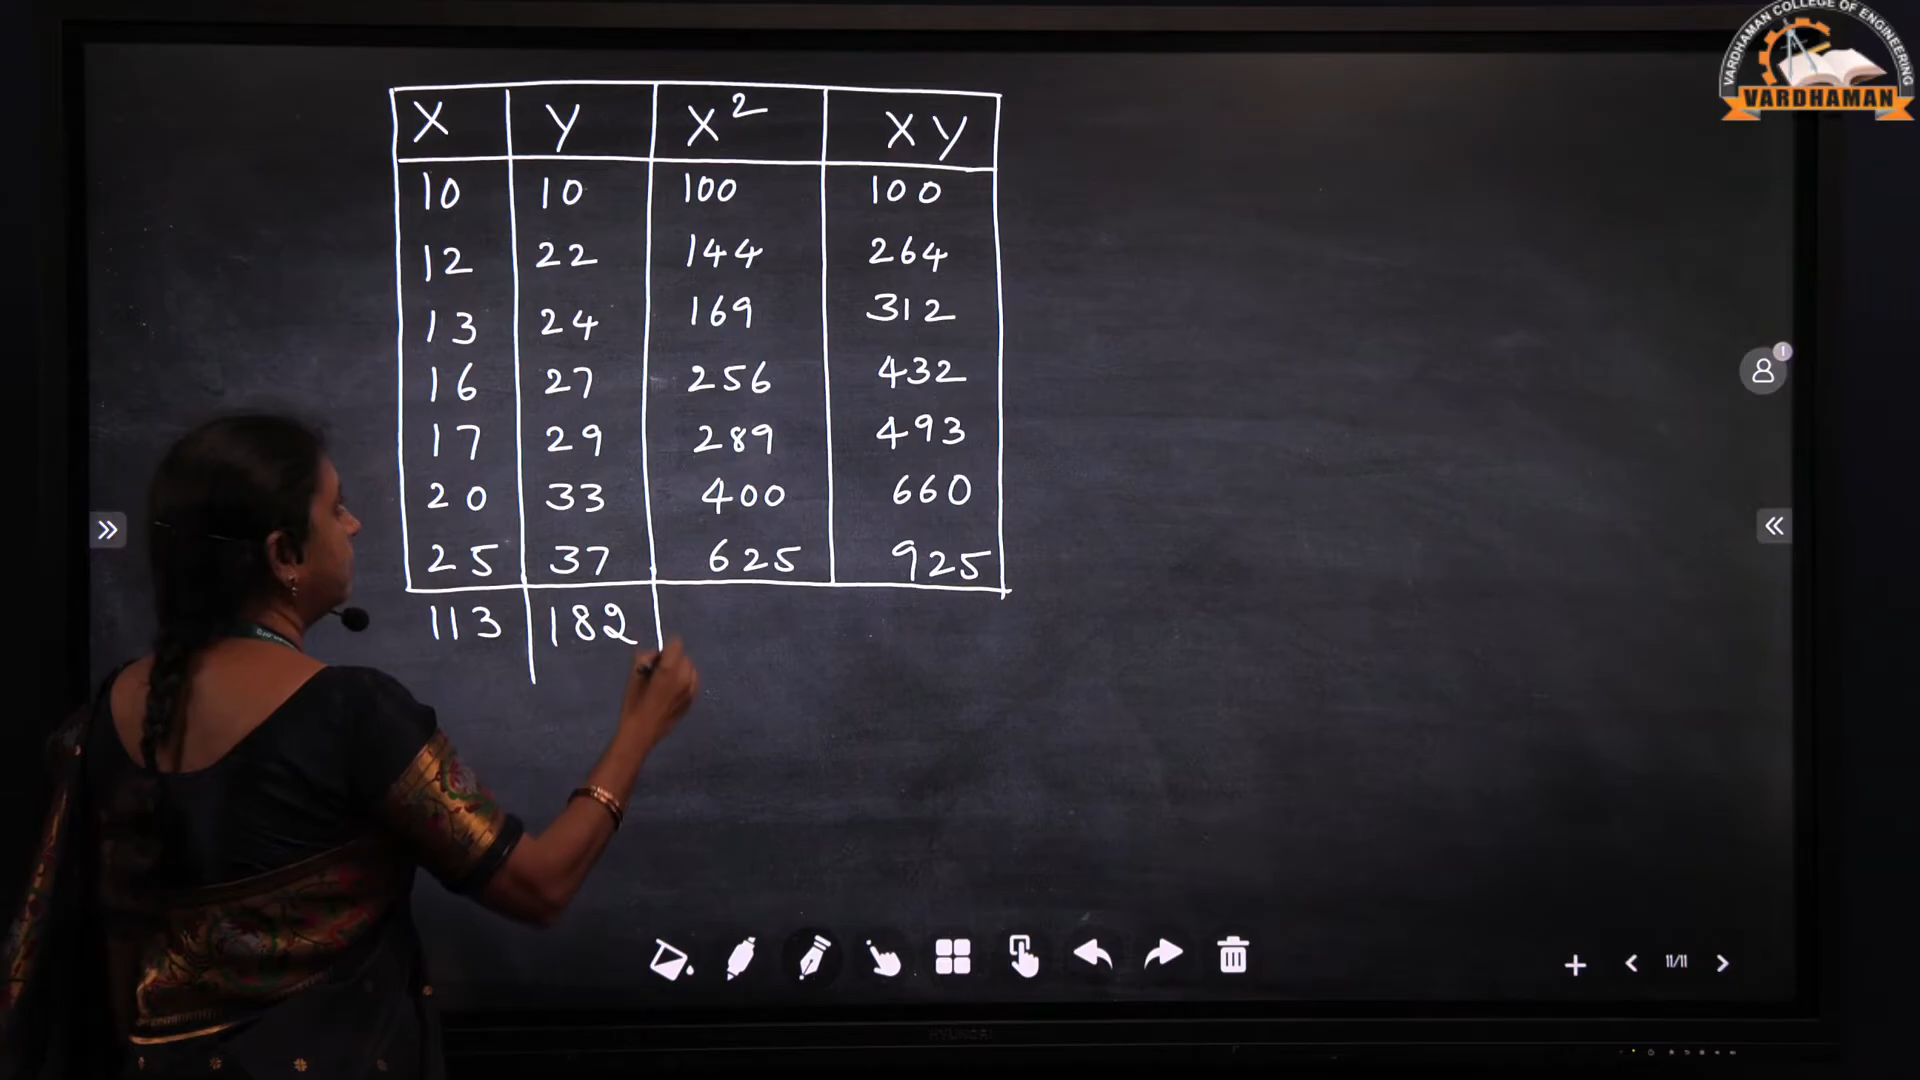 VARDHAMAN COLLEGE OF ENGINEERING
VARDHAMAN
X Y X² XY
10 10 100 100
12 22 144 264
13 24 169 312
16 27 256 432
17 29 289 493
20 33 400 660
25 37 625 925
113 182
1
11/11
HYUNDAI